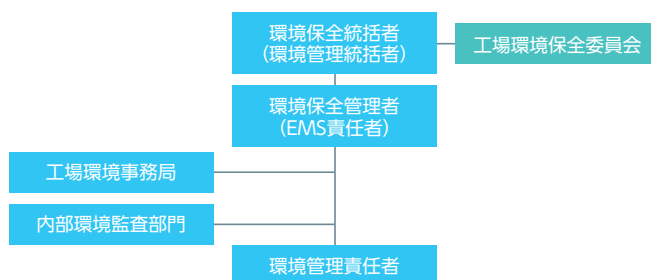 環境保全統括者
(環境管理統括者)
工場環境保全委員会
環境保全管理者
(EMS責任者)
工場環境事務局
内部環境監査部門
環境管理責任者